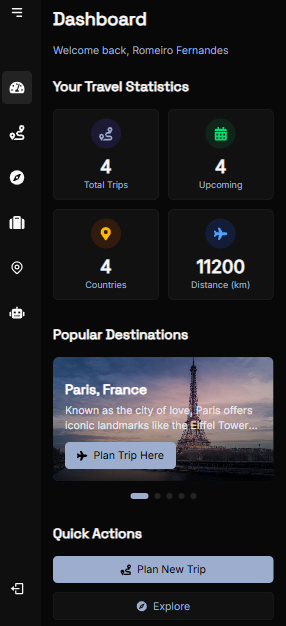 Dashboard
Welcome back, Romeiro Fernandes
Your Travel Statistics
4
Total Trips
4
Upcoming
4
Countries
11200
Distance (km)
Popular Destinations
Paris, France
Known as the city of love, Paris offers
iconic landmarks like the Eiffel Tower...
Plan Trip Here
Quick Actions
Plan New Trip
Explore